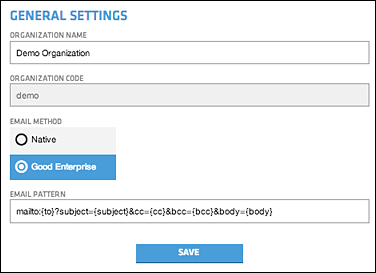 GENERAL SETTINGS
ORGANIZATION NAME
Demo Organization
ORGANIZATION CODE
demo
EMAIL METHOD
Native
Good Enterprise
EMAIL PATTERN
mailto:{to}?subject={subject}&cc={cc}&bcc={bcc}&body={body}
SAVE